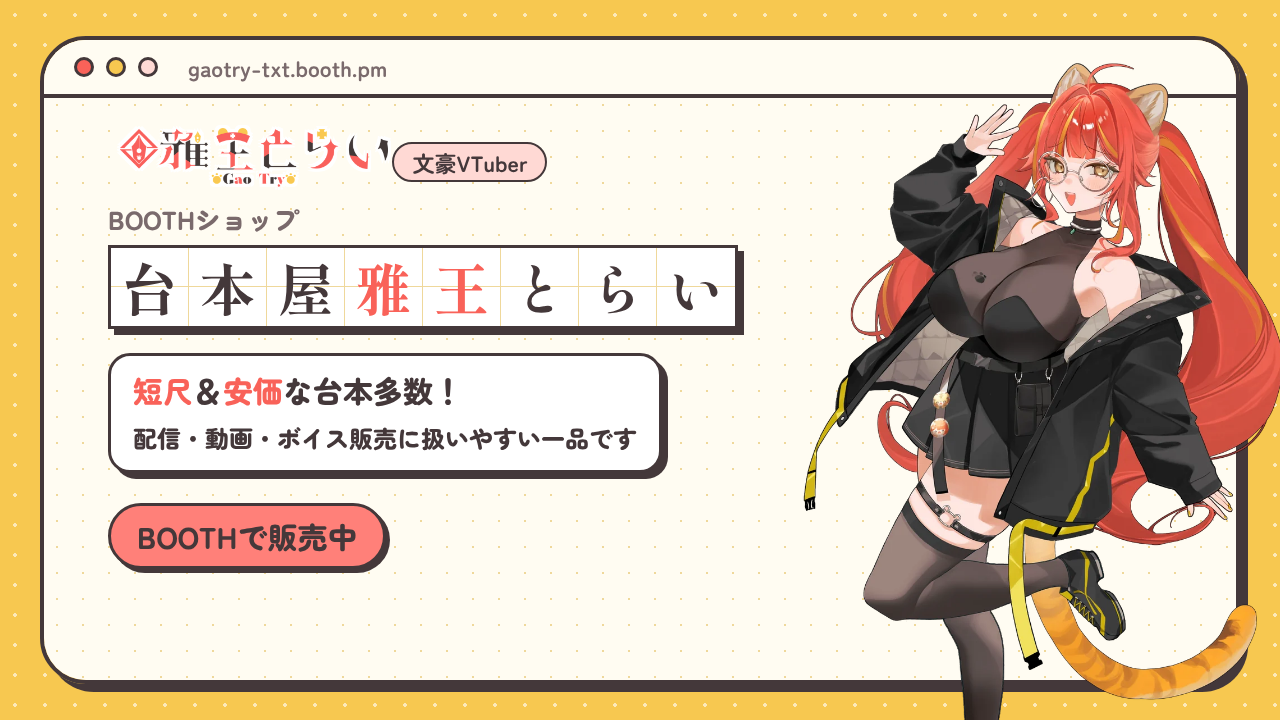 gaotry-txt.booth.pm
雅王とらい
Gao Try
文豪VTuber
BOOTHショップ
台本屋雅王とらい
短尺&安価な台本多数！
配信・動画・ボイス販売に扱いやすい一品です
BOOTHで販売中